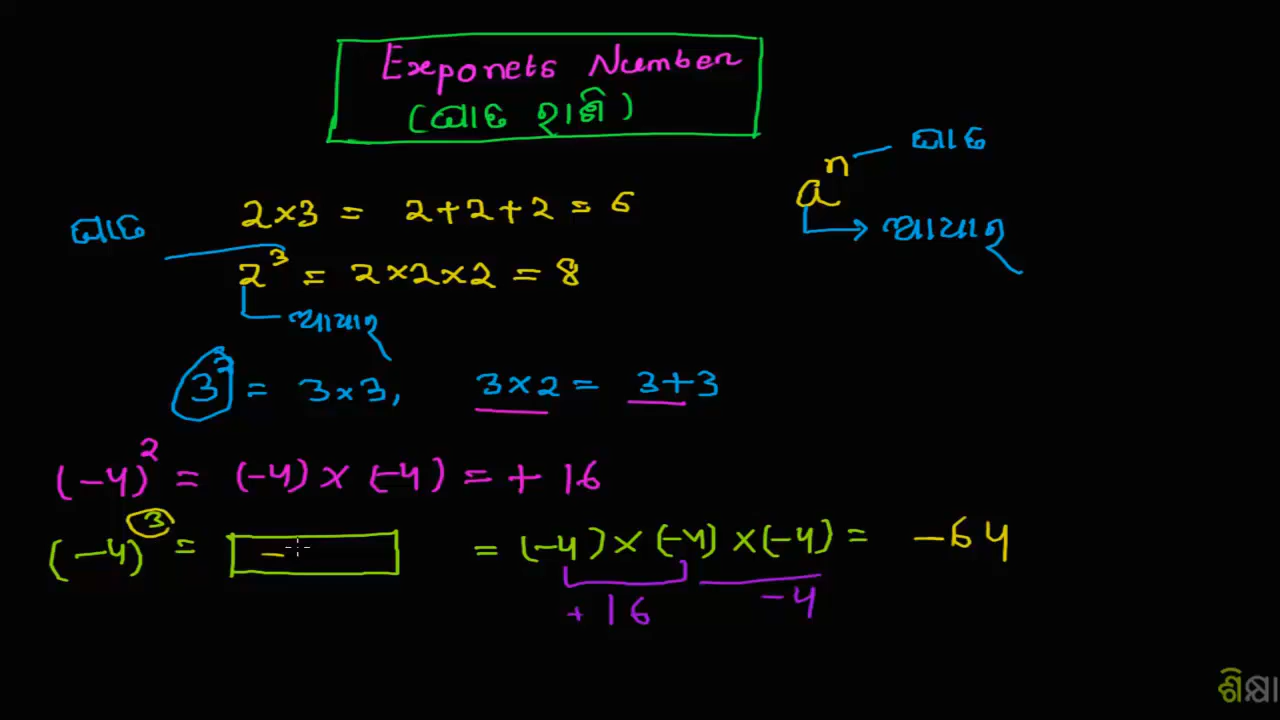 Exponets Number
(ଘାତ ରାଶି)
a^n ଘାତ
ଆଧାର
ଘାତ
2×3 = 2+2+2 = 6
2^3 = 2×2×2 = 8
ଆଧାର
3^2 = 3×3, 3×2 = 3+3
(-4)^2 = (-4) × (-4) = + 16
(-4)^3 = - = (-4) × (-4) × (-4) = -64
+16 -4
ଶିକ୍ଷା